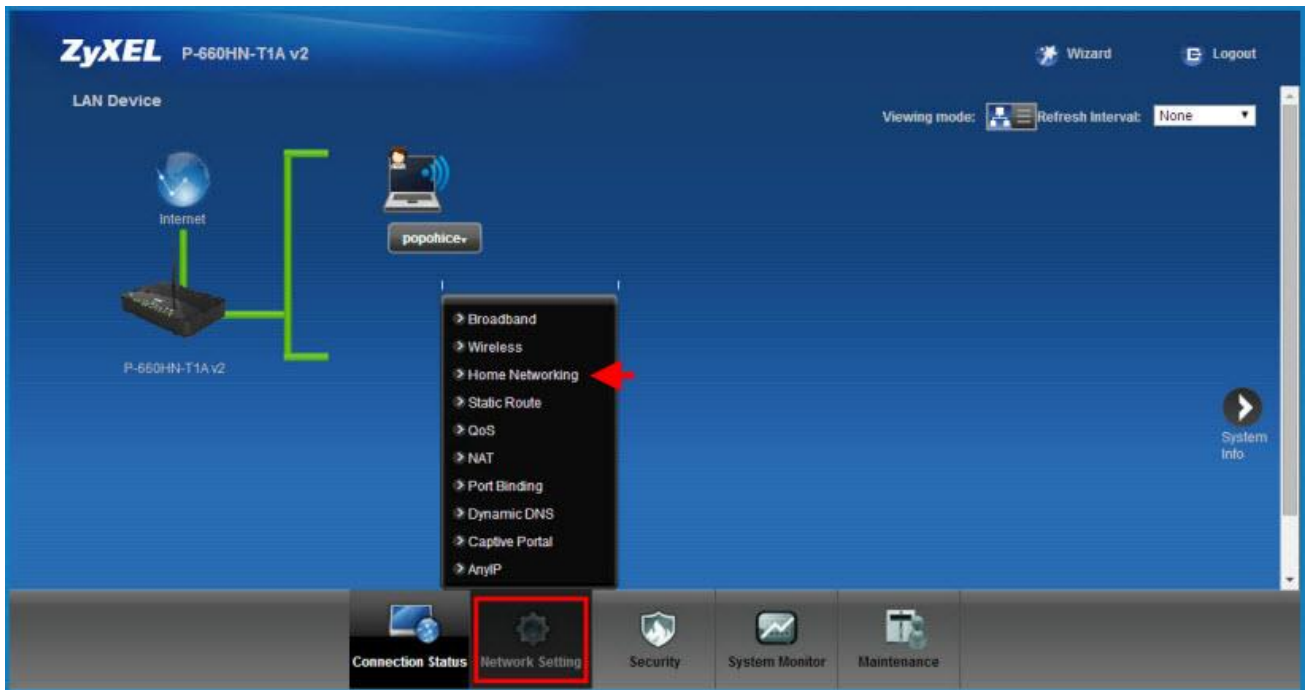 ZyXEL P-660HN-T1A v2
Wizard
Logout
LAN Device
Viewing mode:
Refresh Interval:
None
Internet
popohice
P-660HN-T1A v2
Broadband
Wireless
Home Networking
Static Route
QoS
NAT
Port Binding
Dynamic DNS
Captive Portal
AnyIP
System
Info
Connection Status
Network Setting
Security
System Monitor
Maintenance